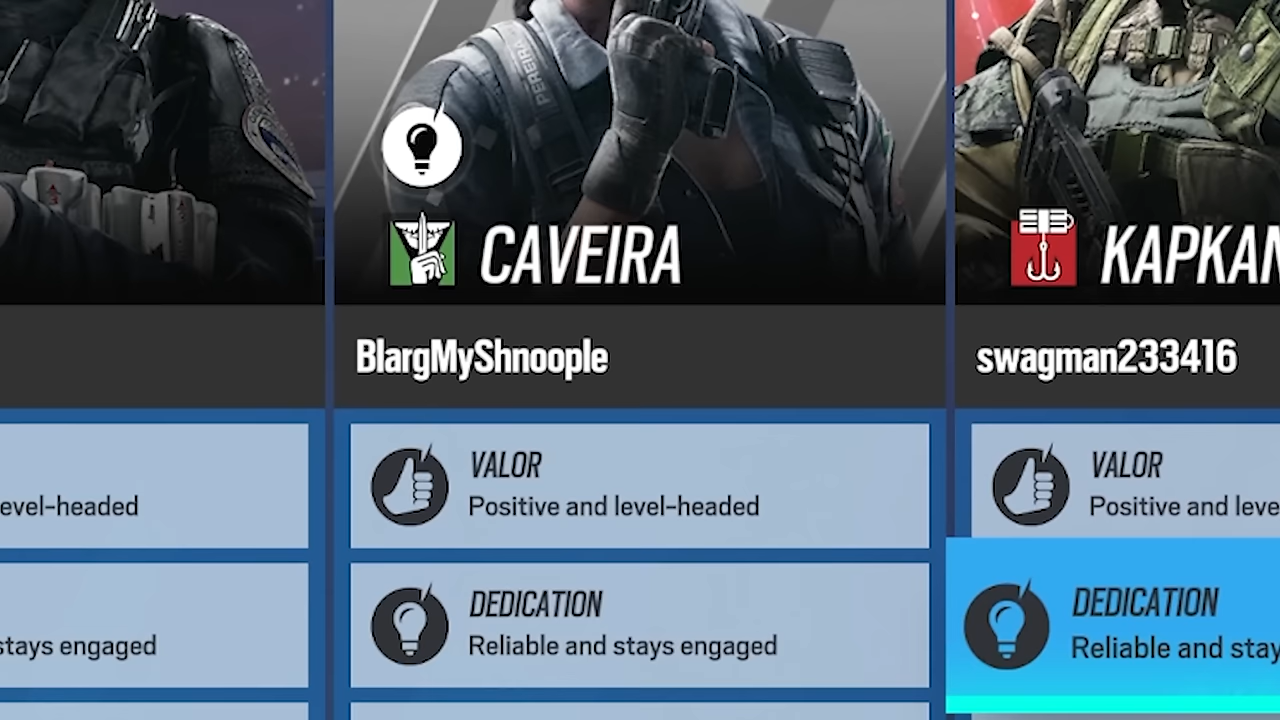 PEREIRA
CAVEIRA
KAPKAN
BlargMyShnoople
swagman233416
evel-headed
VALOR
Positive and level-headed
VALOR
Positive and leve
stays engaged
DEDICATION
Reliable and stays engaged
DEDICATION
Reliable and stay